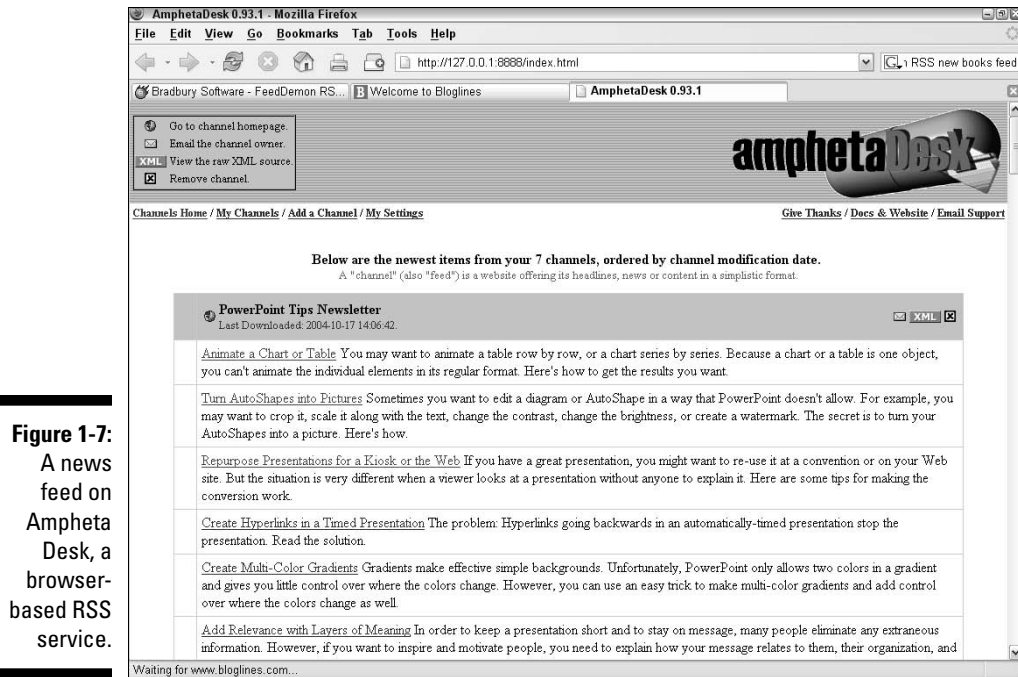 AmphetaDesk 0.93.1 - Mozilla Firefox
File Edit View Go Bookmarks Tab Tools Help
http://127.0.0.1:8888/index.html
RSS new books feed
Bradbury Software - FeedDemon RS...
Welcome to Bloglines
AmphetaDesk 0.93.1
Go to channel homepage.
Email the channel owner.
XML View the raw XML source.
Remove channel.
amphetaDesk
Channels Home / My Channels / Add a Channel / My Settings
Give Thanks / Docs & Website / Email Support
Below are the newest items from your 7 channels, ordered by channel modification date.
A "channel" (also "feed") is a website offering its headlines, news or content in a simplistic format.
PowerPoint Tips Newsletter
Last Downloaded: 2004-10-17 14:06:42.
XML
Animate a Chart or Table You may want to animate a table row by row, or a chart series by series. Because a chart or a table is one object,
you can't animate the individual elements in its regular format. Here's how to get the results you want.
Turn AutoShapes into Pictures Sometimes you want to edit a diagram or AutoShape in a way that PowerPoint doesn't allow. For example, you
may want to crop it, scale it along with the text, change the contrast, change the brightness, or create a watermark. The secret is to turn your
AutoShapes into a picture. Here's how.
Repurpose Presentations for a Kiosk or the Web If you have a great presentation, you might want to re-use it at a convention or on your Web
site. But the situation is very different when a viewer looks at a presentation without anyone to explain it. Here are some tips for making the
conversion work.
Create Hyperlinks in a Timed Presentation The problem: Hyperlinks going backwards in an automatically-timed presentation stop the
presentation. Read the solution.
Create Multi-Color Gradients Gradients make effective simple backgrounds. Unfortunately, PowerPoint only allows two colors in a gradient
and gives you little control over where the colors change. However, you can use an easy trick to make multi-color gradients and add control
over where the colors change as well.
Add Relevance with Layers of Meaning In order to keep a presentation short and to stay on message, many people eliminate any extraneous
information. However, if you want to inspire and motivate people, you need to explain how your message relates to them, their organization, and
Waiting for www.bloglines.com...
Figure 1-7:
A news
feed on
Ampheta
Desk, a
browser-
based RSS
service.